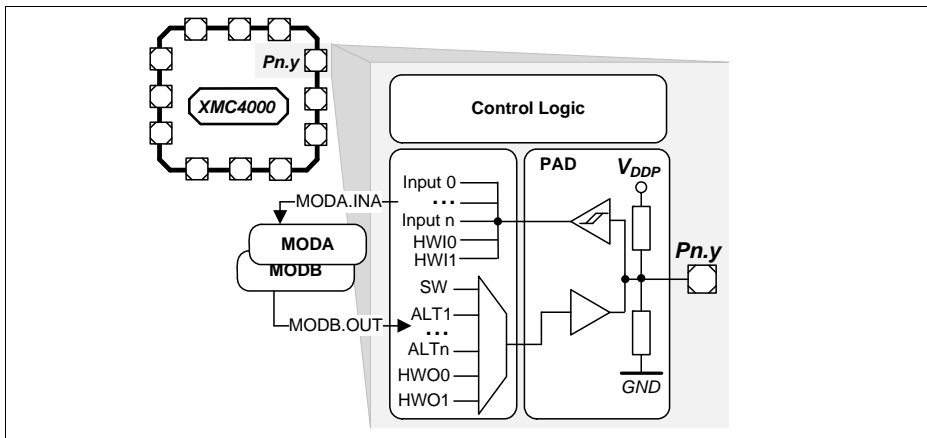 Pn.y
XMC4000
Control Logic
PAD
VDDP
Input 0
...
Input n
HWI0
HWI1
MODA.INA
MODA
MODB
MODB.OUT
SW
ALT1
...
ALTn
HWO0
HWO1
Pn.y
GND